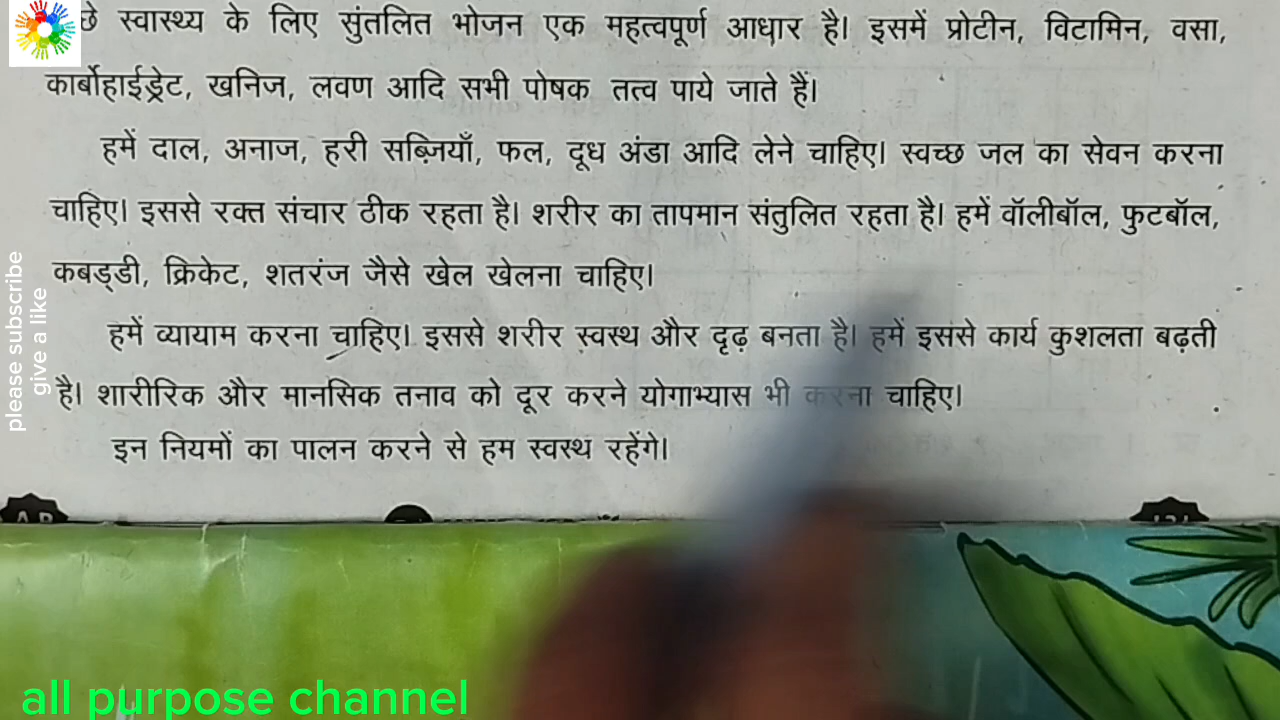 छे स्वास्थ्य के लिए सुंतलित भोजन एक महत्वपूर्ण आधार है। इसमें प्रोटीन, विटामिन, वसा,
कार्बोहाईड्रेट, खनिज, लवण आदि सभी पोषक तत्व पाये जाते हैं।
हमें दाल, अनाज, हरी सब्ज़ियाँ, फल, दूध अंडा आदि लेने चाहिए। स्वच्छ जल का सेवन करना
चाहिए। इससे रक्त संचार ठीक रहता है। शरीर का तापमान संतुलित रहता है। हमें वॉलीबॉल, फुटबॉल,
कबड्डी, क्रिकेट, शतरंज जैसे खेल खेलना चाहिए।
हमें व्यायाम करना चाहिए। इससे शरीर स्वस्थ और दृढ़ बनता है। हमें इससे कार्य कुशलता बढ़ती
है। शारीरिक और मानसिक तनाव को दूर करने योगाभ्यास भी करना चाहिए।
इन नियमों का पालन करने से हम स्वस्थ रहेंगे।
please subscribe
give a like
all purpose channel